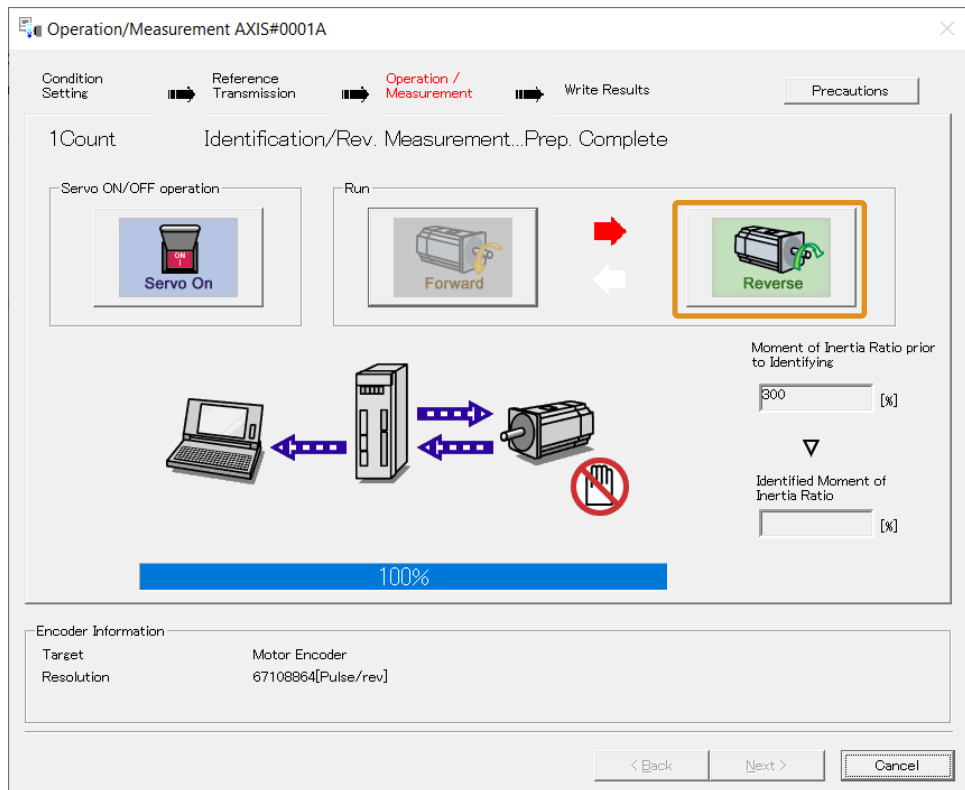 Operation/Measurement AXIS#0001A
Condition
Setting
Reference
Transmission
Operation /
Measurement
Write Results
Precautions
1Count
Identification/Rev. Measurement...Prep. Complete
Servo ON/OFF operation
Run
ON
Servo On
Forward
Reverse
Moment of Inertia Ratio prior
to Identifying
300 [%]
Identified Moment of
Inertia Ratio
[%]
100%
Encoder Information
Target Motor Encoder
Resolution 67108864[Pulse/rev]
< Back Next > Cancel